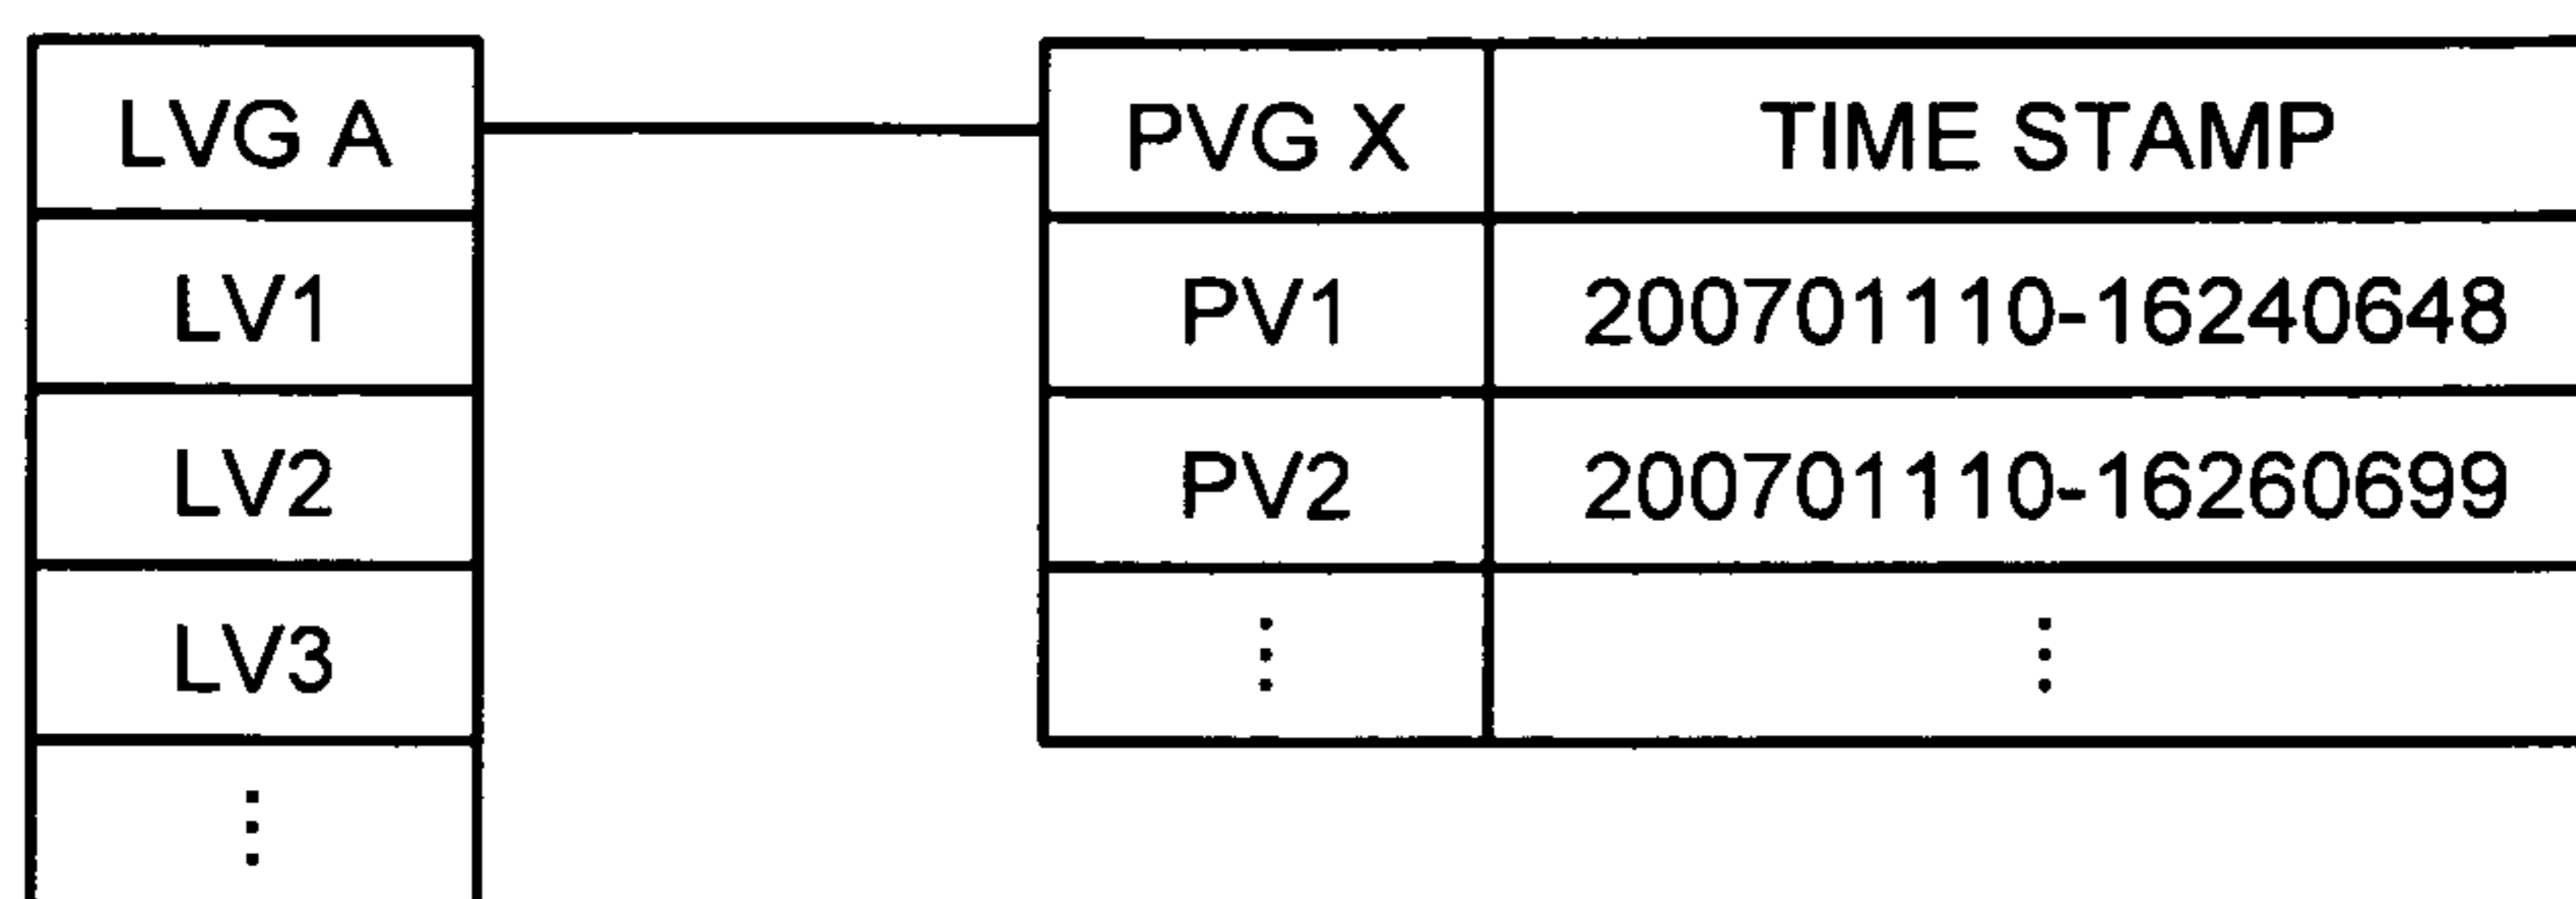 LVG A
LV1
LV2
LV3
PVG X TIME STAMP
PV1 200701110-16240648
PV2 200701110-16260699